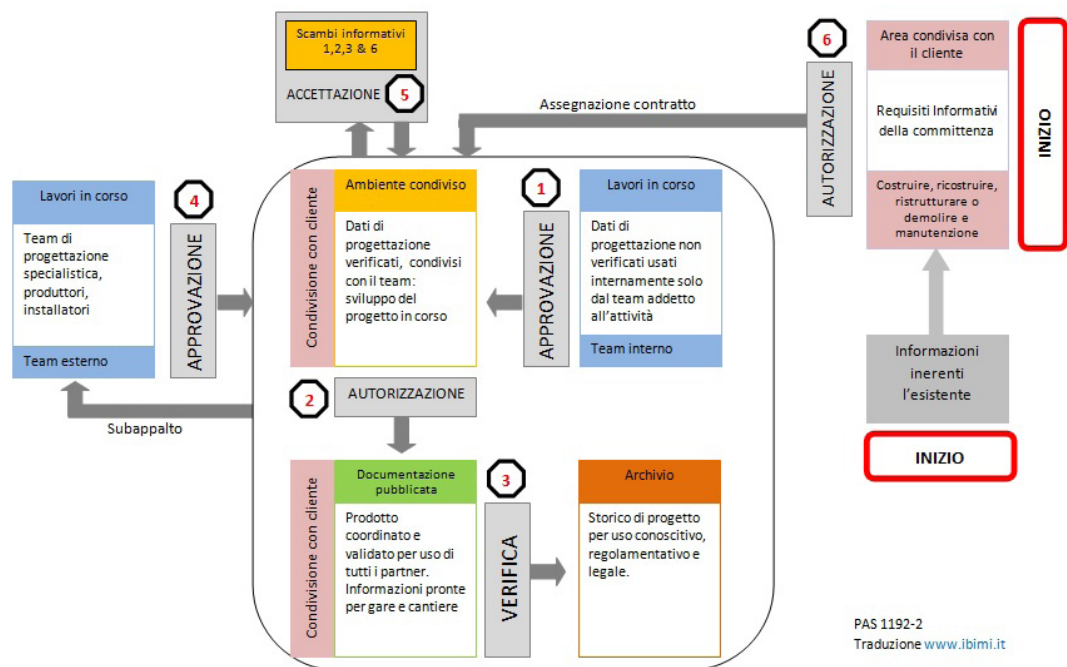 Scambi informativi
1,2,3 & 6
ACCETTAZIONE
5
Assegnazione contratto
6
AUTORIZZAZIONE
Area condivisa con
il cliente
Requisiti Informativi
della committenza
Costruire, ricostruire,
ristrutturare o
demolire e
manutenzione
INIZIO
Informazioni
inerenti
l'esistente
INIZIO
Lavori in corso
Team di
progettazione
specialistica,
produttori,
installatori
Team esterno
4
APPROVAZIONE
Subappalto
Condivisione con cliente
Ambiente condiviso
Dati di
progettazione
verificati, condivisi
con il team:
sviluppo del
progetto in corso
1
APPROVAZIONE
Lavori in corso
Dati di
progettazione non
verificati usati
internamente solo
dal team addetto
all'attività
Team interno
2
AUTORIZZAZIONE
Condivisione con cliente
Documentazione
pubblicata
Prodotto
coordinato e
validato per uso di
tutti i partner.
Informazioni pronte
per gare e cantiere
3
VERIFICA
Archivio
Storico di progetto
per uso conoscitivo,
regolamentativo e
legale.
PAS 1192-2
Traduzione www.ibimi.it